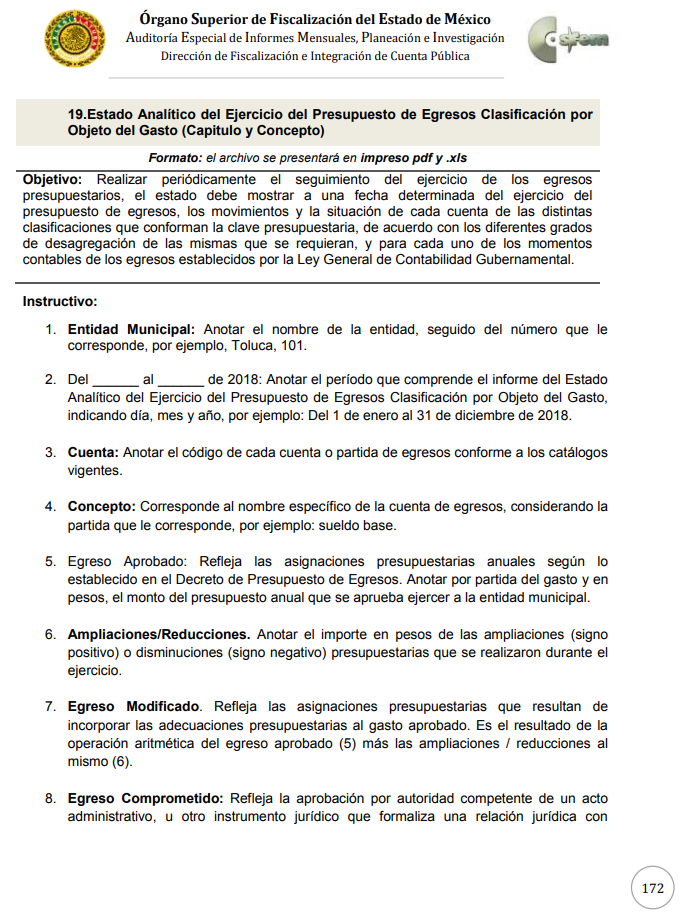 Órgano Superior de Fiscalización del Estado de México
Auditoría Especial de Informes Mensuales, Planeación e Investigación
Dirección de Fiscalización e Integración de Cuenta Pública
osfem
19.Estado Analítico del Ejercicio del Presupuesto de Egresos Clasificación por
Objeto del Gasto (Capitulo y Concepto)
Formato: el archivo se presentará en impreso pdf y .xls
Objetivo: Realizar periódicamente el seguimiento del ejercicio de los egresos
presupuestarios, el estado debe mostrar a una fecha determinada del ejercicio del
presupuesto de egresos, los movimientos y la situación de cada cuenta de las distintas
clasificaciones que conforman la clave presupuestaria, de acuerdo con los diferentes grados
de desagregación de las mismas que se requieran, y para cada uno de los momentos
contables de los egresos establecidos por la Ley General de Contabilidad Gubernamental.
Instructivo:
1. Entidad Municipal: Anotar el nombre de la entidad, seguido del número que le
corresponde, por ejemplo, Toluca, 101.
2. Del ______ al ______ de 2018: Anotar el período que comprende el informe del Estado
Analítico del Ejercicio del Presupuesto de Egresos Clasificación por Objeto del Gasto,
indicando día, mes y año, por ejemplo: Del 1 de enero al 31 de diciembre de 2018.
3. Cuenta: Anotar el código de cada cuenta o partida de egresos conforme a los catálogos
vigentes.
4. Concepto: Corresponde al nombre específico de la cuenta de egresos, considerando la
partida que le corresponde, por ejemplo: sueldo base.
5. Egreso Aprobado: Refleja las asignaciones presupuestarias anuales según lo
establecido en el Decreto de Presupuesto de Egresos. Anotar por partida del gasto y en
pesos, el monto del presupuesto anual que se aprueba ejercer a la entidad municipal.
6. Ampliaciones/Reducciones. Anotar el importe en pesos de las ampliaciones (signo
positivo) o disminuciones (signo negativo) presupuestarias que se realizaron durante el
ejercicio.
7. Egreso Modificado. Refleja las asignaciones presupuestarias que resultan de
incorporar las adecuaciones presupuestarias al gasto aprobado. Es el resultado de la
operación aritmética del egreso aprobado (5) más las ampliaciones / reducciones al
mismo (6).
8. Egreso Comprometido: Refleja la aprobación por autoridad competente de un acto
administrativo, u otro instrumento jurídico que formaliza una relación jurídica con
172